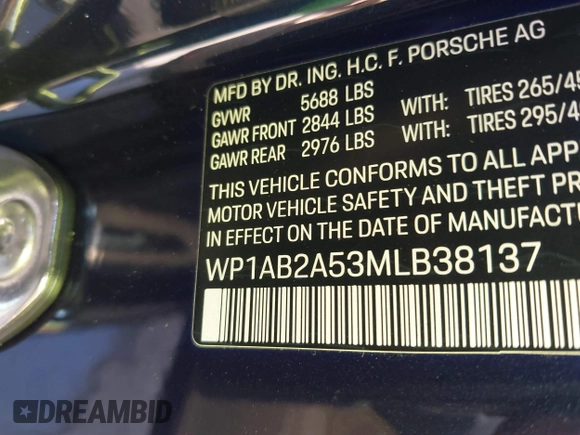 MFD BY DR. ING. H.C. F. PORSCHE AG
GVWR 5688 LBS
GAWR FRONT 2844 LBS WITH: TIRES 265/45
GAWR REAR 2976 LBS WITH: TIRES 295/4
THIS VEHICLE CONFORMS TO ALL APP
MOTOR VEHICLE SAFETY AND THEFT PR
IN EFFECT ON THE DATE OF MANUFACT
WP1AB2A53MLB38137
DREAMBID